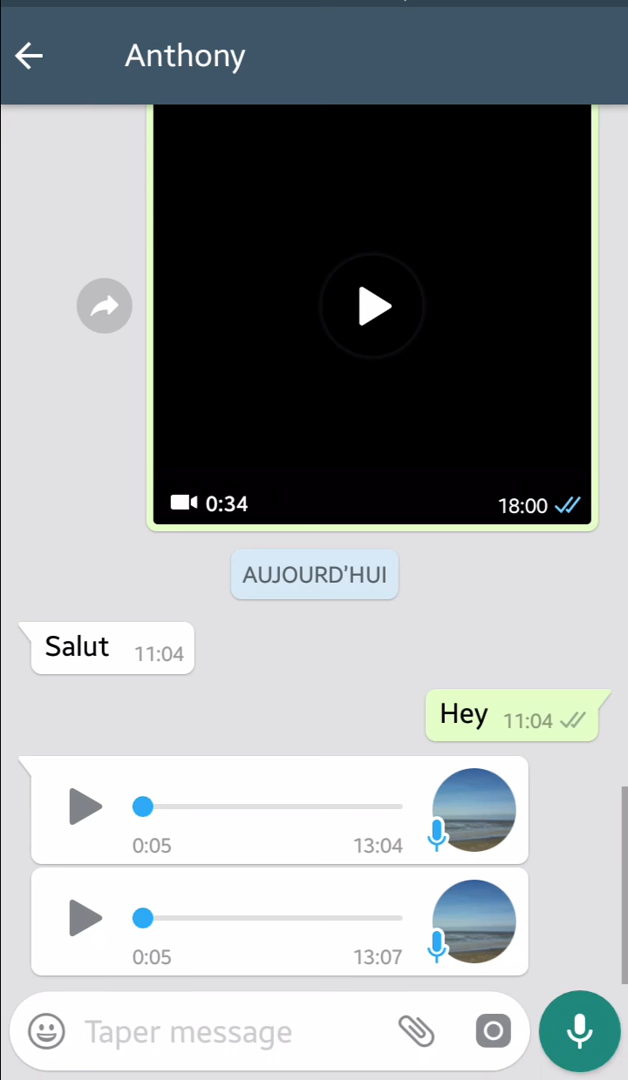 Anthony
0:34 18:00
AUJOURD'HUI
Salut 11:04
Hey 11:04
0:05 13:04
0:05 13:07
Taper message